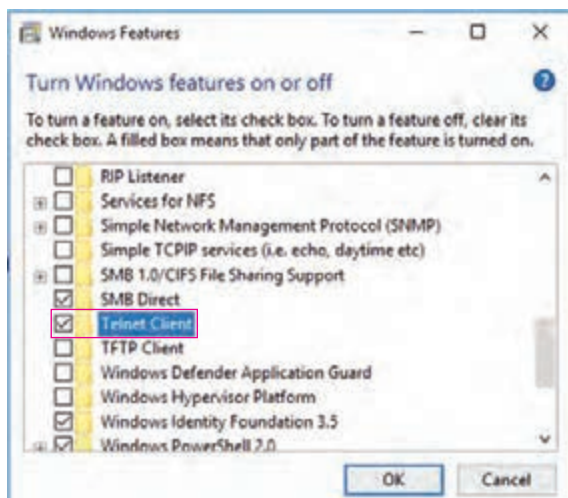 Windows Features
Turn Windows features on or off
To turn a feature on, select its check box. To turn a feature off, clear its
check box. A filled box means that only part of the feature is turned on.
RIP Listener
Services for NFS
Simple Network Management Protocol (SNMP)
Simple TCPIP services (i.e. echo, daytime etc)
SMB 1.0/CIFS File Sharing Support
SMB Direct
Telnet Client
TFTP Client
Windows Defender Application Guard
Windows Hypervisor Platform
Windows Identity Foundation 3.5
Windows PowerShell 2.0
OK Cancel